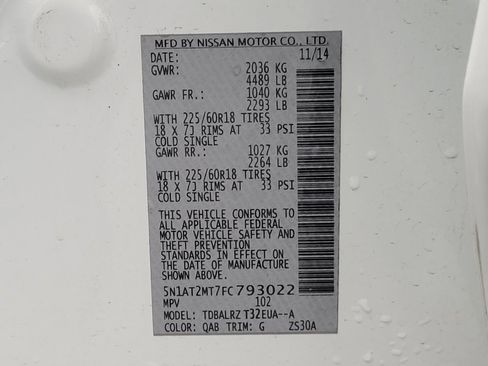 MFD BY NISSAN MOTOR CO., LTD.
DATE: 11/14
GVWR: 2036 KG
4489 LB
GAWR FR.: 1040 KG
2293 LB
WITH 225/60R18 TIRES
18 X 7J RIMS AT 33 PSI
COLD SINGLE
GAWR RR.: 1027 KG
2264 LB
WITH 225/60R18 TIRES
18 X 7J RIMS AT 33 PSI
COLD SINGLE
THIS VEHICLE CONFORMS TO
ALL APPLICABLE FEDERAL
MOTOR VEHICLE SAFETY AND
THEFT PREVENTION
STANDARDS IN EFFECT ON
THE DATE OF MANUFACTURE
SHOWN ABOVE.
5N1AT2MT7FC793022
MPV 102
MODEL: TDBALRZ T32EUA--A
COLOR: QAB TRIM: G ZS30A